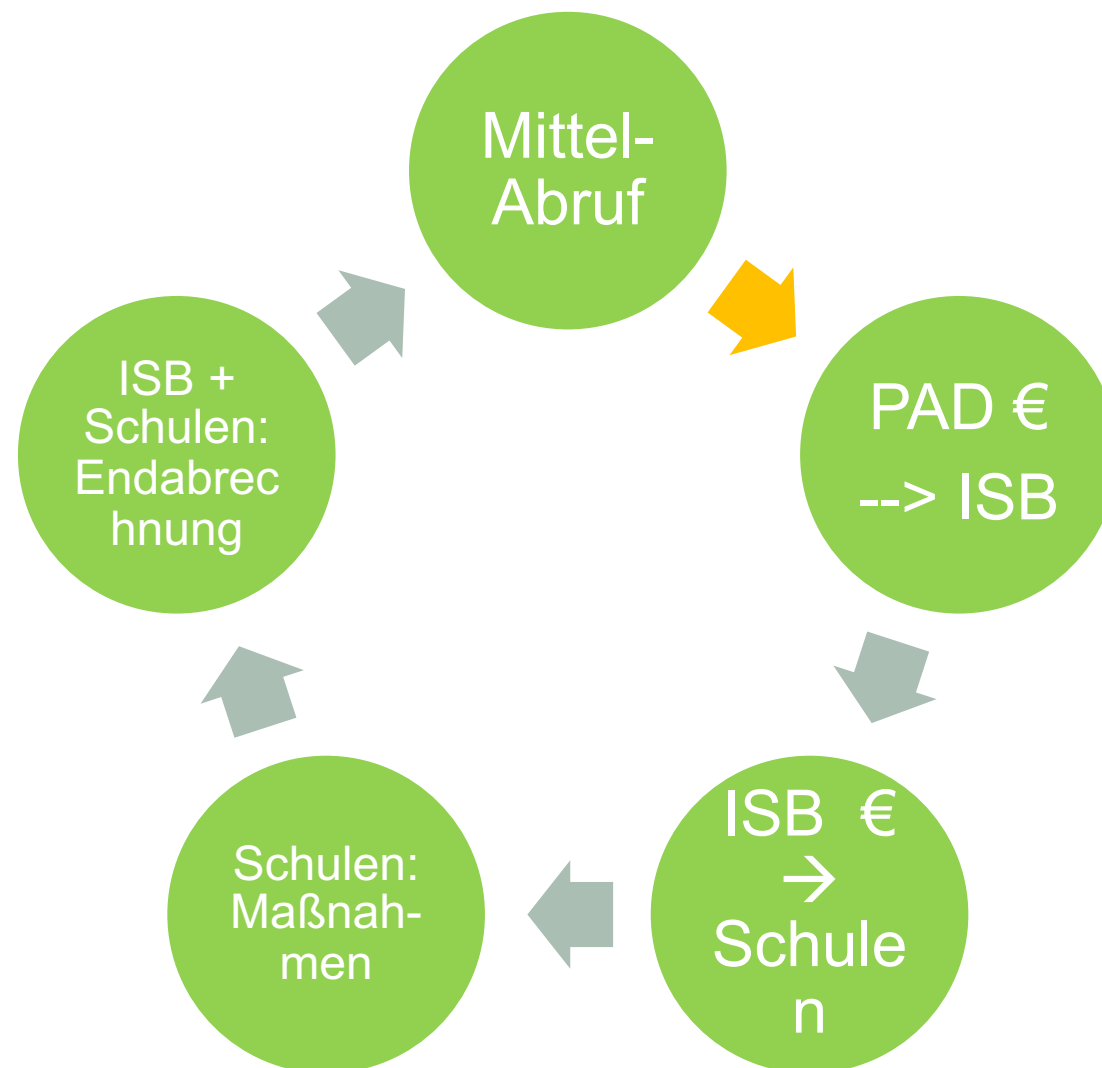 Mittel-
Abruf
PAD €
--> ISB
ISB €
→
Schule
n
Schulen:
Maßnah-
men
ISB +
Schulen:
Endabrec
hnung